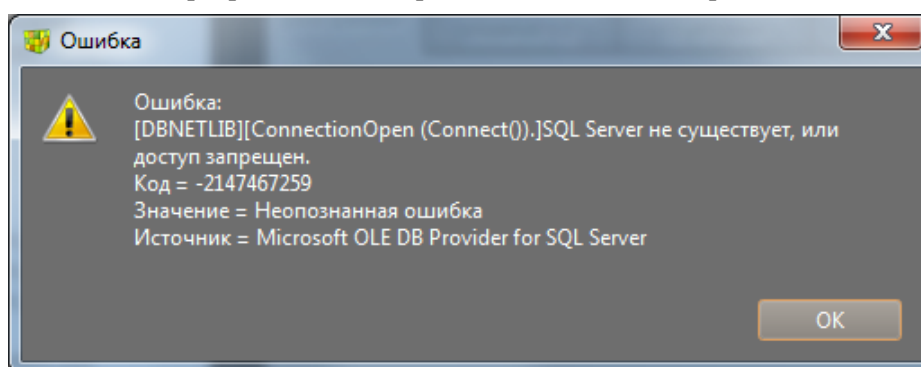 Ошибка
Ошибка:
[DBNETLIB][ConnectionOpen (Connect()).]SQL Server не существует, или
доступ запрещен.
Код = -2147467259
Значение = Неопознанная ошибка
Источник = Microsoft OLE DB Provider for SQL Server
OK